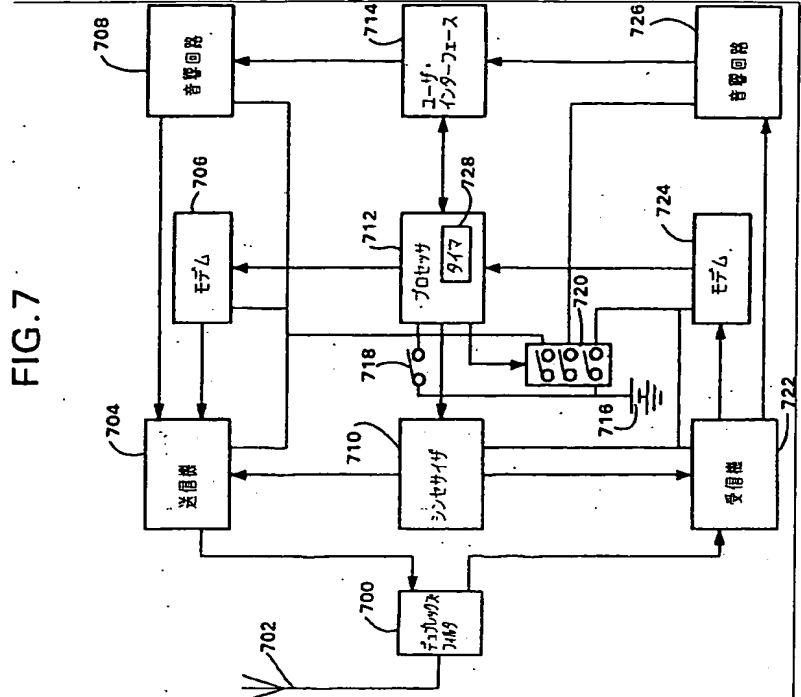 FIG.7
708
音響回路
714
ユーザ・
インターフェース
726
音響回路
706
モデム
712
プロセッサ
タイマ
728
724
モデム
718
720
716
704
送信機
710
シンセサイザ
722
受信機
700
デュプレックス
フィルタ
702